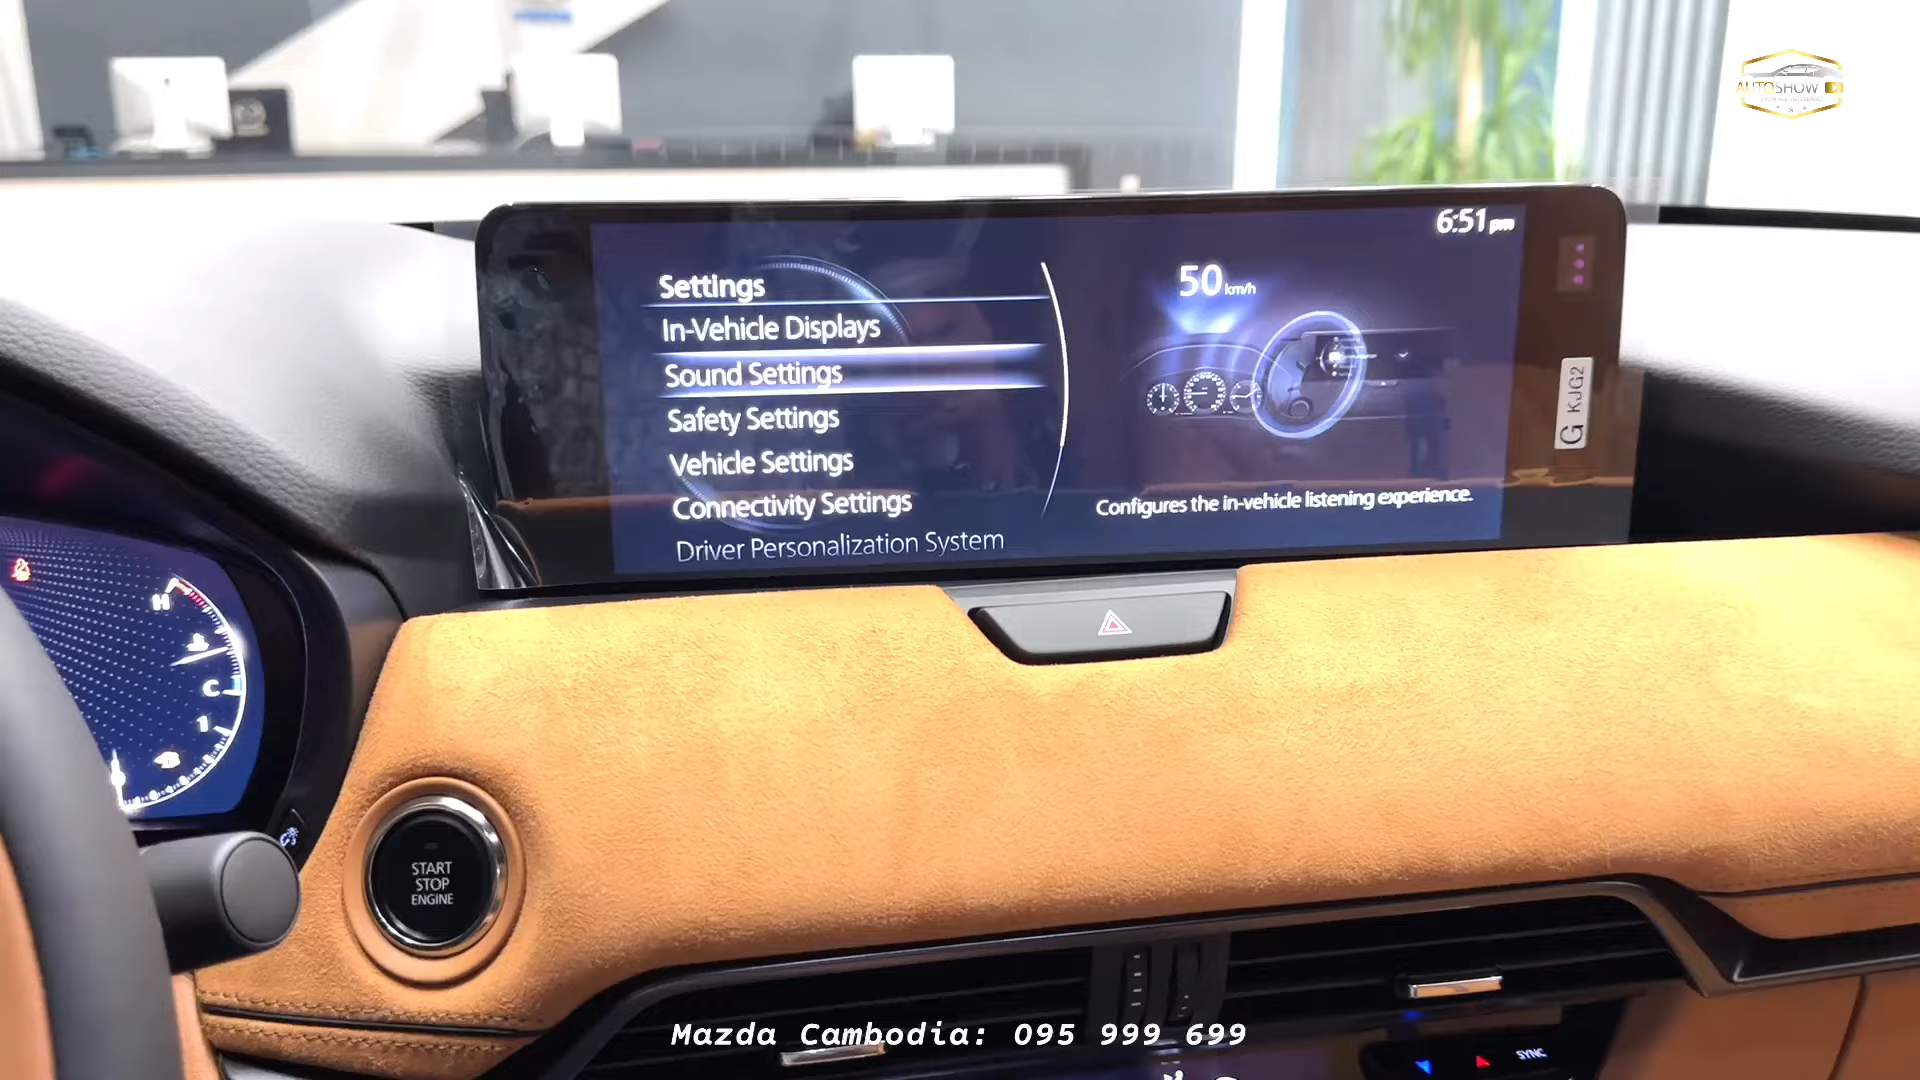 AUTOSHOW
6:51 pm
Settings
In-Vehicle Displays
Sound Settings
Safety Settings
Vehicle Settings
Connectivity Settings
Driver Personalization System
50 km/h
Configures the in-vehicle listening experience.
G KJG2
H
C
1
START
STOP
ENGINE
Mazda Cambodia: 095 999 699
SYNC